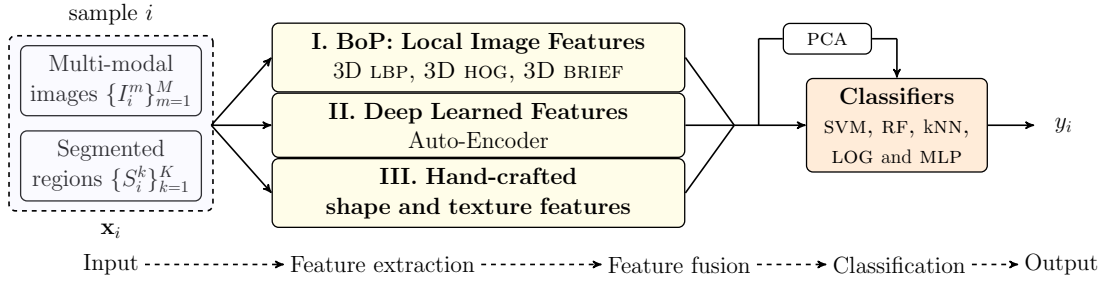 sample i
Multi-modal
images {I_i^m}_{m=1}^M
Segmented
regions {S_i^k}_{k=1}^K
x_i
I. BoP: Local Image Features
3D LBP, 3D HOG, 3D BRIEF
II. Deep Learned Features
Auto-Encoder
III. Hand-crafted
shape and texture features
PCA
Classifiers
SVM, RF, kNN,
LOG and MLP
y_i
Input
Feature extraction
Feature fusion
Classification
Output